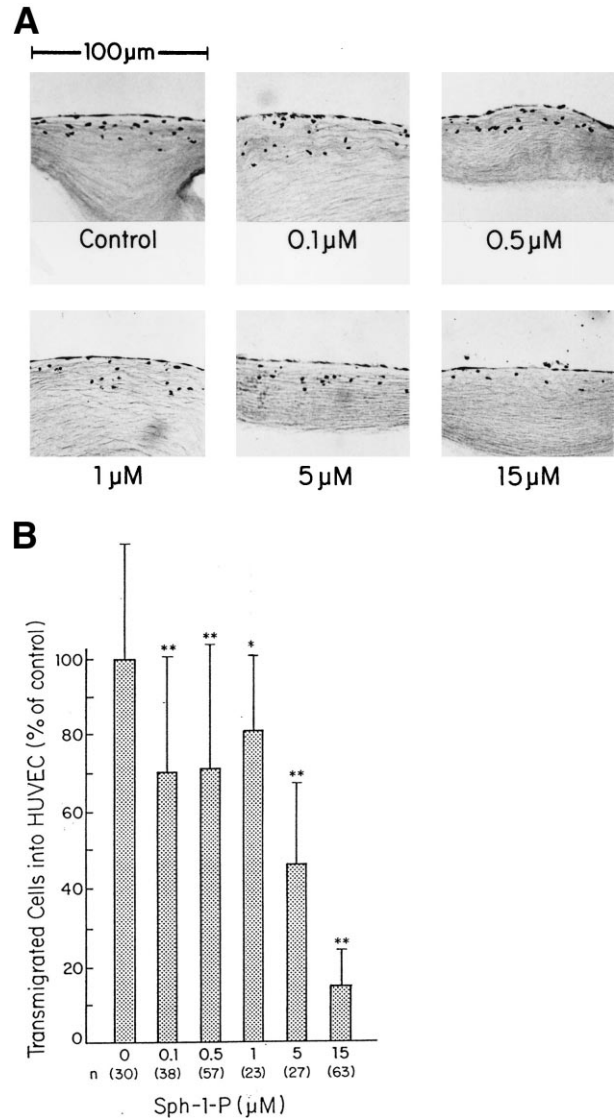 A
100μm
Control
0.1μM
0.5μM
1μM
5μM
15μM
B
Transmigrated Cells into HUVEC (% of control)
100
80
60
40
20
0
**
**
*
**
**
0 0.1 0.5 1 5 15
n (30) (38) (57) (23) (27) (63)
Sph-1-P (μM)